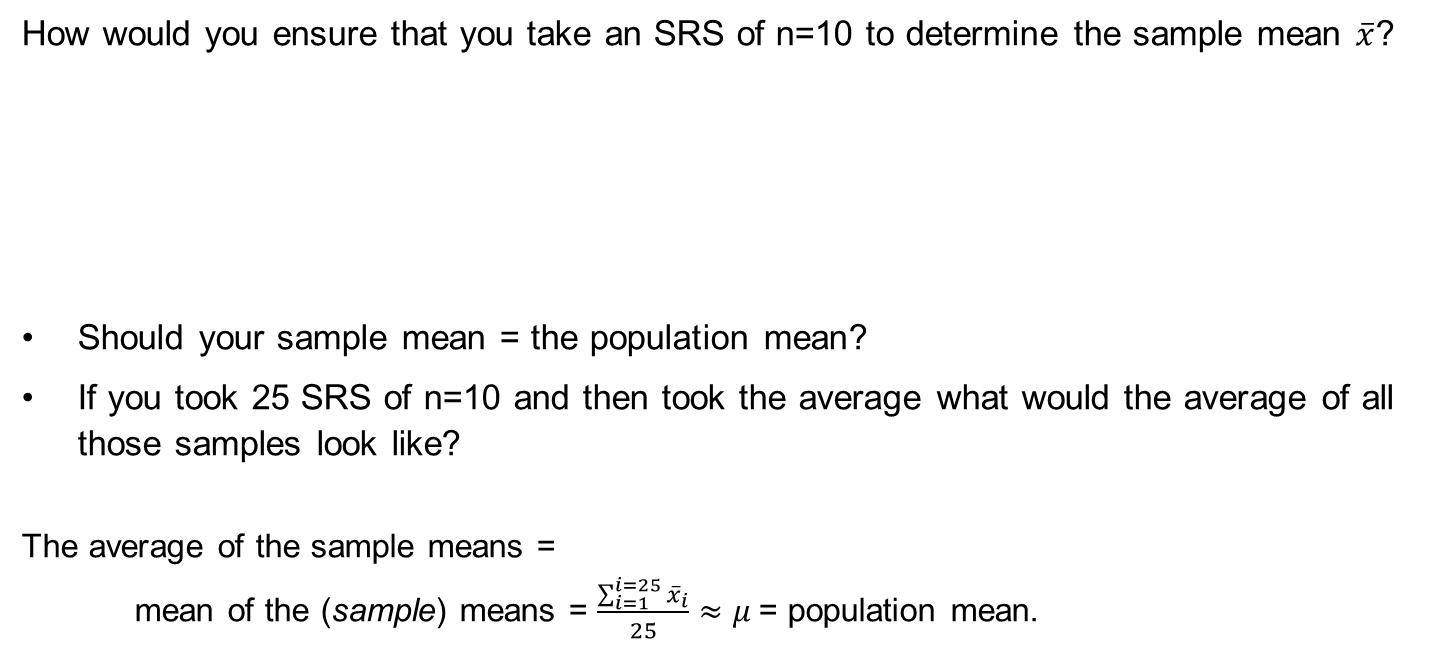 How would you ensure that you take an SRS of n=10 to determine the sample mean x̄?
• Should your sample mean = the population mean?
• If you took 25 SRS of n=10 and then took the average what would the average of all
those samples look like?
The average of the sample means =
mean of the (sample) means = \frac{\sum_{i=1}^{i=25} \bar{x}_i}{25} ≈ μ = population mean.